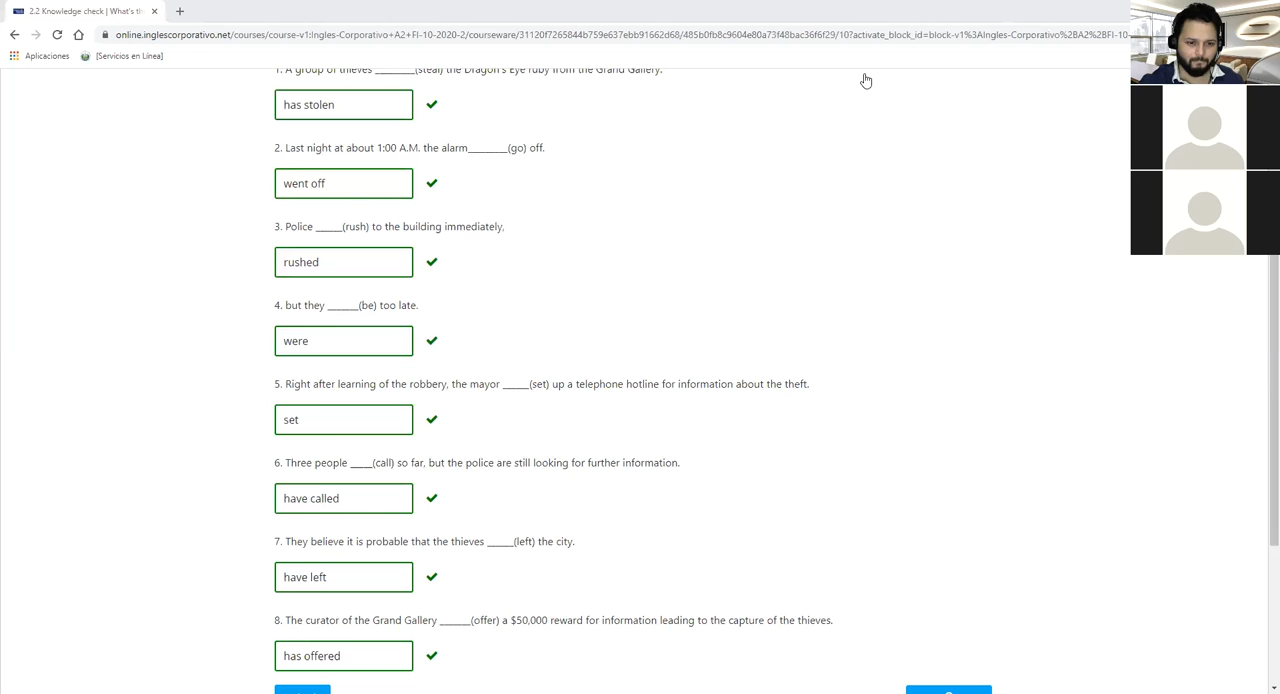 2.2 Knowledge check | What's th
online.inglescorporativo.net/courses/course-v1:Ingles-Corporativo+A2+FI-10-2020-2/courseware/31120f7265844b759e637ebb91662d68/485b0fb8c9604e80a73f48bac36f6f29/10?activate_block_id=block-v1%3AIngles-Corporativo%2BA2%2BFI-10-
Aplicaciones [Servicios en Línea]
1. A group of thieves ________(steal) the Dragon's Eye ruby from the Grand Gallery.
has stolen
2. Last night at about 1:00 A.M. the alarm________(go) off.
went off
3. Police _____(rush) to the building immediately,
rushed
4. but they ______(be) too late.
were
5. Right after learning of the robbery, the mayor _____(set) up a telephone hotline for information about the theft.
set
6. Three people ____(call) so far, but the police are still looking for further information.
have called
7. They believe it is probable that the thieves _____(left) the city.
have left
8. The curator of the Grand Gallery ______(offer) a $50,000 reward for information leading to the capture of the thieves.
has offered